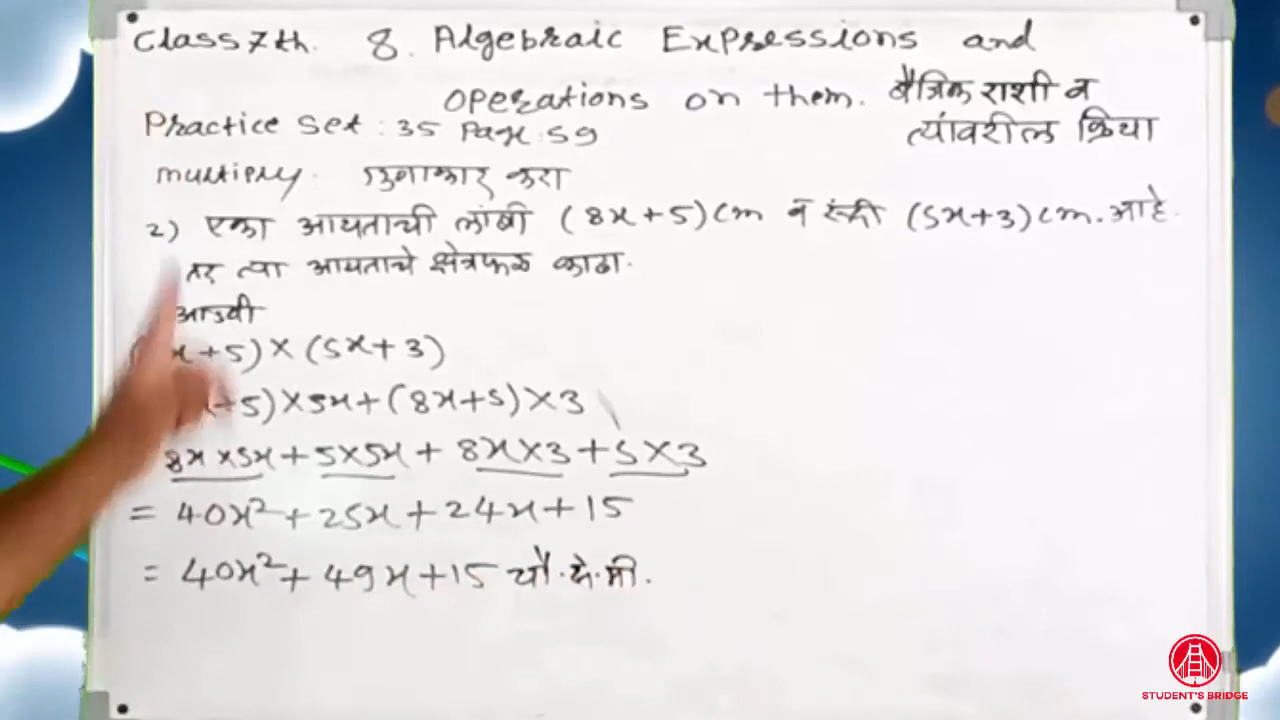 Class 7th. 8. Algebraic Expressions and
Operations on them. बैजिक राशी व
त्यांवरील क्रिया
Practice Set : 35 Page : 59
multiply. गुणाकार करा
2) एका आयताची लांबी (8x+5) cm व रुंदी (5x+3) cm. आहे.
तर त्या आयताचे क्षेत्रफळ काढा.
x+5) × (5x+3)
+5) × 5x + (8x+5) × 3
8x × 5x + 5 × 5x + 8x × 3 + 5 × 3
= 40x² + 25x + 24x + 15
= 40x² + 49x + 15 चौ. से. मी.
STUDENT'S BRIDGE